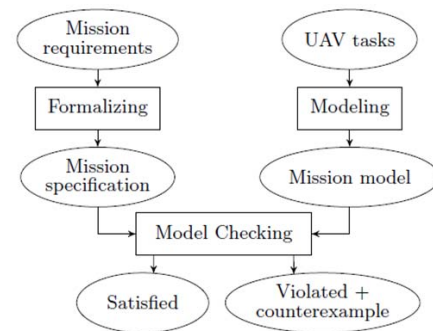 Mission
requirements
UAV tasks
Formalizing
Modeling
Mission
specification
Mission model
Model Checking
Satisfied
Violated +
counterexample